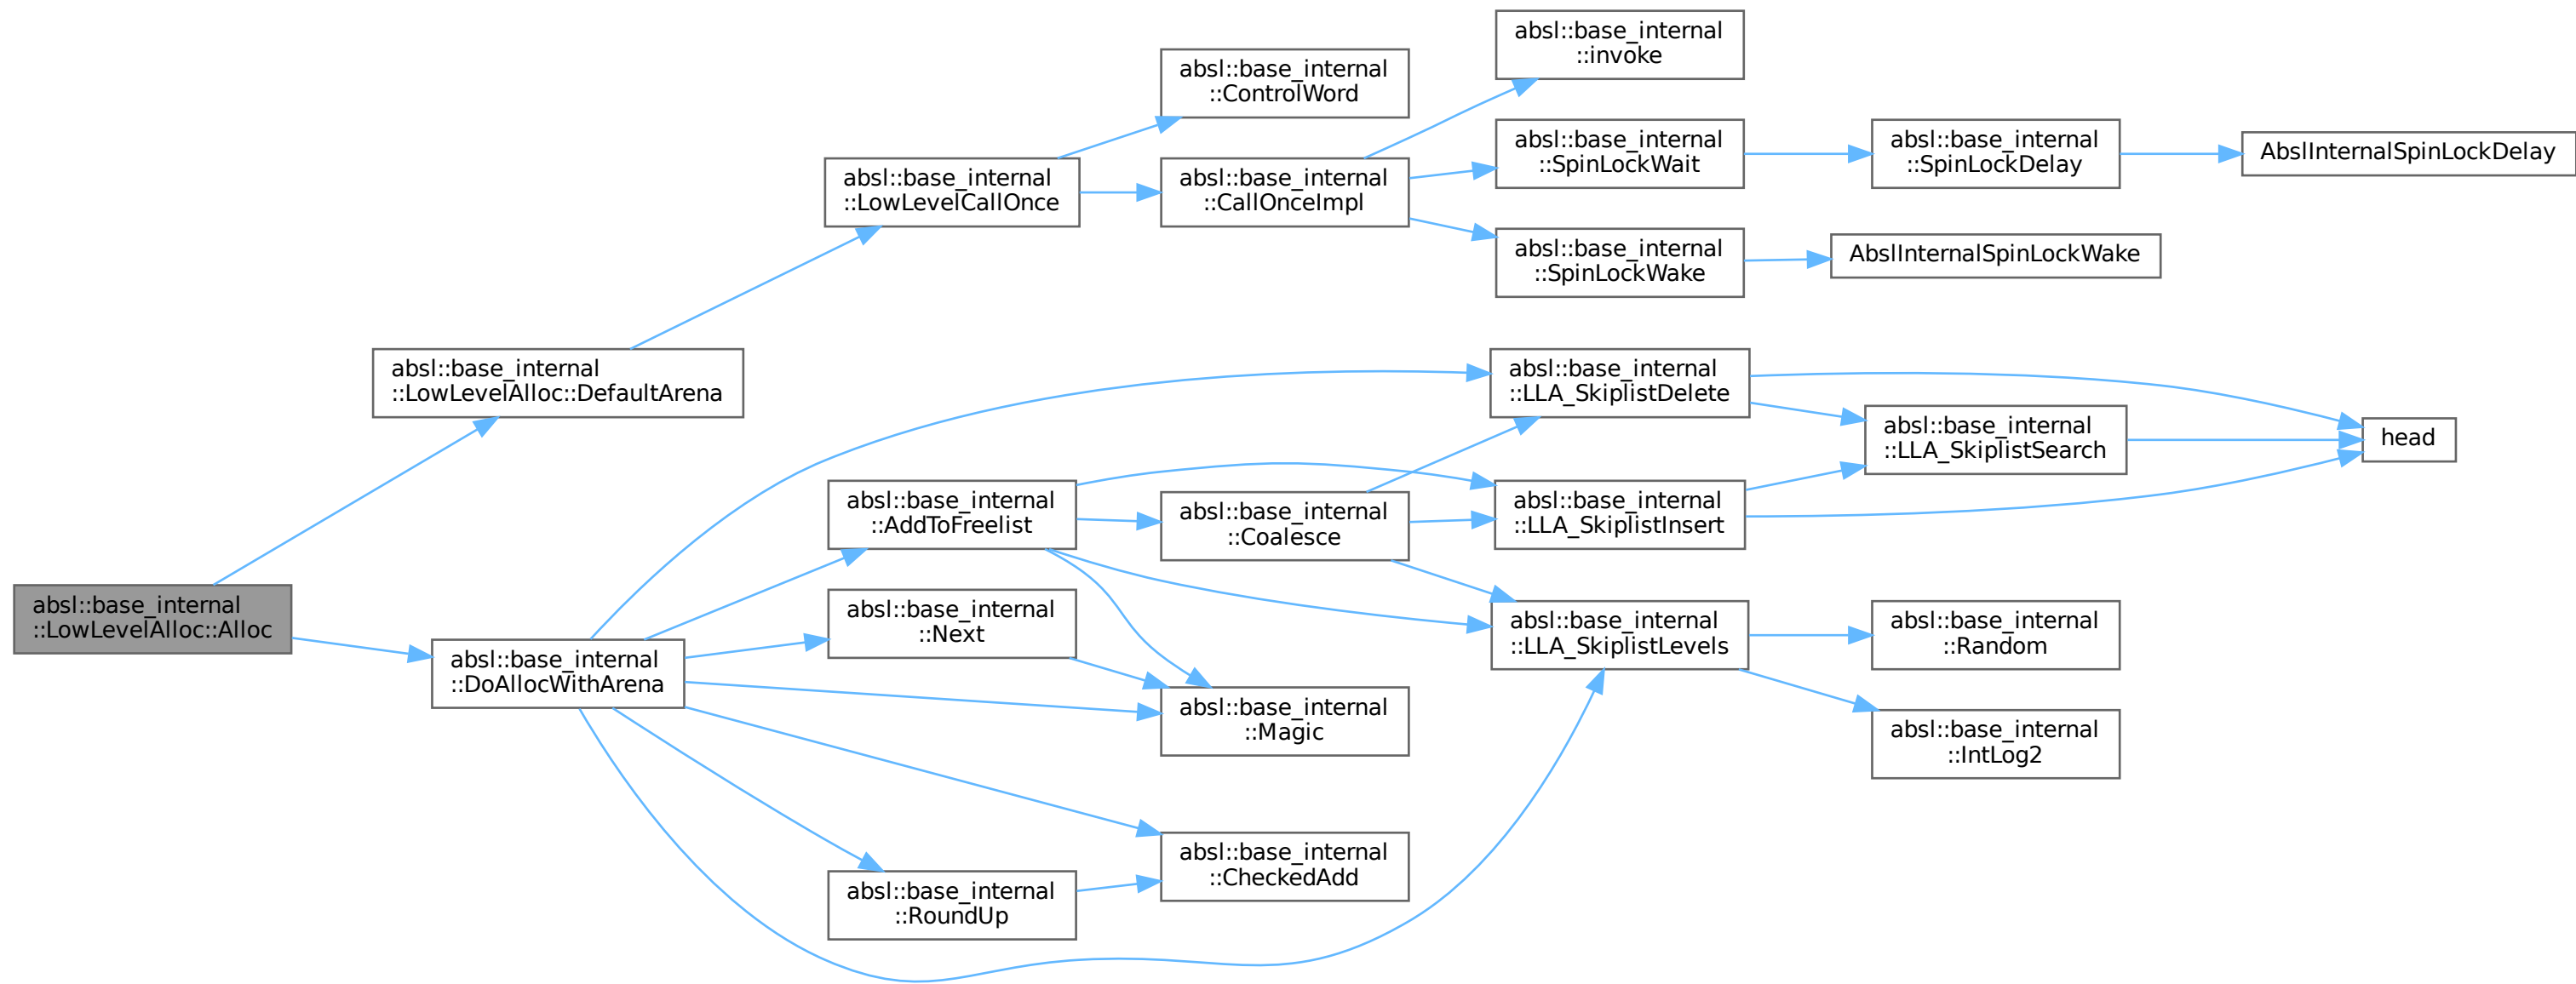 absl::base_internal
::LowLevelAlloc::Alloc
absl::base_internal
::LowLevelAlloc::DefaultArena
absl::base_internal
::LowLevelCallOnce
absl::base_internal
::ControlWord
absl::base_internal
::CallOnceImpl
absl::base_internal
::invoke
absl::base_internal
::SpinLockWait
absl::base_internal
::SpinLockDelay
AbslInternalSpinLockDelay
absl::base_internal
::SpinLockWake
AbslInternalSpinLockWake
absl::base_internal
::DoAllocWithArena
absl::base_internal
::AddToFreelist
absl::base_internal
::Coalesce
absl::base_internal
::LLA_SkiplistDelete
absl::base_internal
::LLA_SkiplistSearch
head
absl::base_internal
::LLA_SkiplistInsert
absl::base_internal
::LLA_SkiplistLevels
absl::base_internal
::Random
absl::base_internal
::IntLog2
absl::base_internal
::Next
absl::base_internal
::Magic
absl::base_internal
::CheckedAdd
absl::base_internal
::RoundUp